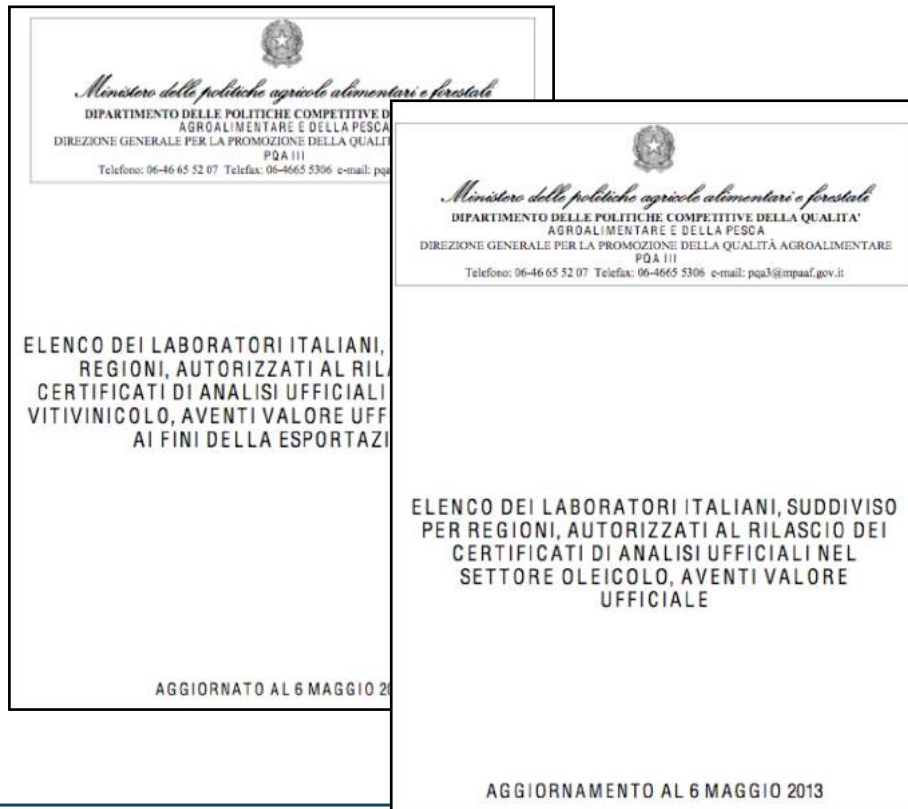 Ministero delle politiche agricole alimentari e forestali
DIPARTIMENTO DELLE POLITICHE COMPETITIVE D
AGROALIMENTARE E DELLA PESCA
DIREZIONE GENERALE PER LA PROMOZIONE DELLA QUALIT
PQA III
Telefono: 06-46 65 52 07 Telefax: 06-4665 5306 e-mail: pqa
ELENCO DEI LABORATORI ITALIANI,
REGIONI, AUTORIZZATI AL RILA
CERTIFICATI DI ANALISI UFFICIALI
VITIVINICOLO, AVENTI VALORE UFF
AI FINI DELLA ESPORTAZI
AGGIORNATO AL 6 MAGGIO 20
Ministero delle politiche agricole alimentari e forestali
DIPARTIMENTO DELLE POLITICHE COMPETITIVE DELLA QUALITA'
AGROALIMENTARE E DELLA PESCA
DIREZIONE GENERALE PER LA PROMOZIONE DELLA QUALITÀ AGROALIMENTARE
PQA III
Telefono: 06-46 65 52 07 Telefax: 06-4665 5306 e-mail: pqa3@mpaaf.gov.it
ELENCO DEI LABORATORI ITALIANI, SUDDIVISO
PER REGIONI, AUTORIZZATI AL RILASCIO DEI
CERTIFICATI DI ANALISI UFFICIALI NEL
SETTORE OLEICOLO, AVENTI VALORE
UFFICIALE
AGGIORNAMENTO AL 6 MAGGIO 2013